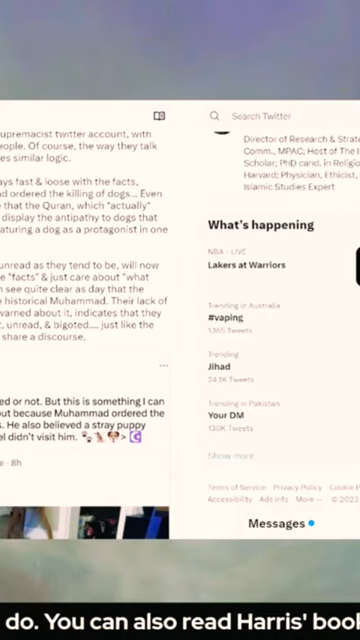 upremacist twitter account, with
eople. Of course, the way they talk
es similar logic.
ays fast & loose with the facts,
d ordered the killing of dogs... Even
e that the Quran, which "actually"
display the antipathy to dogs that
aturing a dog as a protagonist in one
unread as they tend to be, will now
e "facts" & just care about "what
n see quite clear as day that the
e historical Muhammad. Their lack of
warned about it, indicates that they
t, unread, & bigoted.... just like the
share a discourse.
...
ed or not. But this is something I can
out because Muhammad ordered the
s. He also believed a stray puppy
el didn't visit him. 🐾🐕🐶> ☪️
e · 8h
Search Twitter
Director of Research & Strate
Comm., MPAC; Host of The I
Scholar; PhD cand. in Religio
Harvard; Physician, Ethicist,
Islamic Studies Expert
What's happening
NBA · LIVE
Lakers at Warriors
Trending in Australia
#vaping
1,165 Tweets
Trending
Jihad
24.1K Tweets
Trending in Pakistan
Your DM
130K Tweets
Show more
Terms of Service Privacy Policy Cookie P
Accessibility Ads info More ... © 2022
Messages
do. You can also read Harris' book